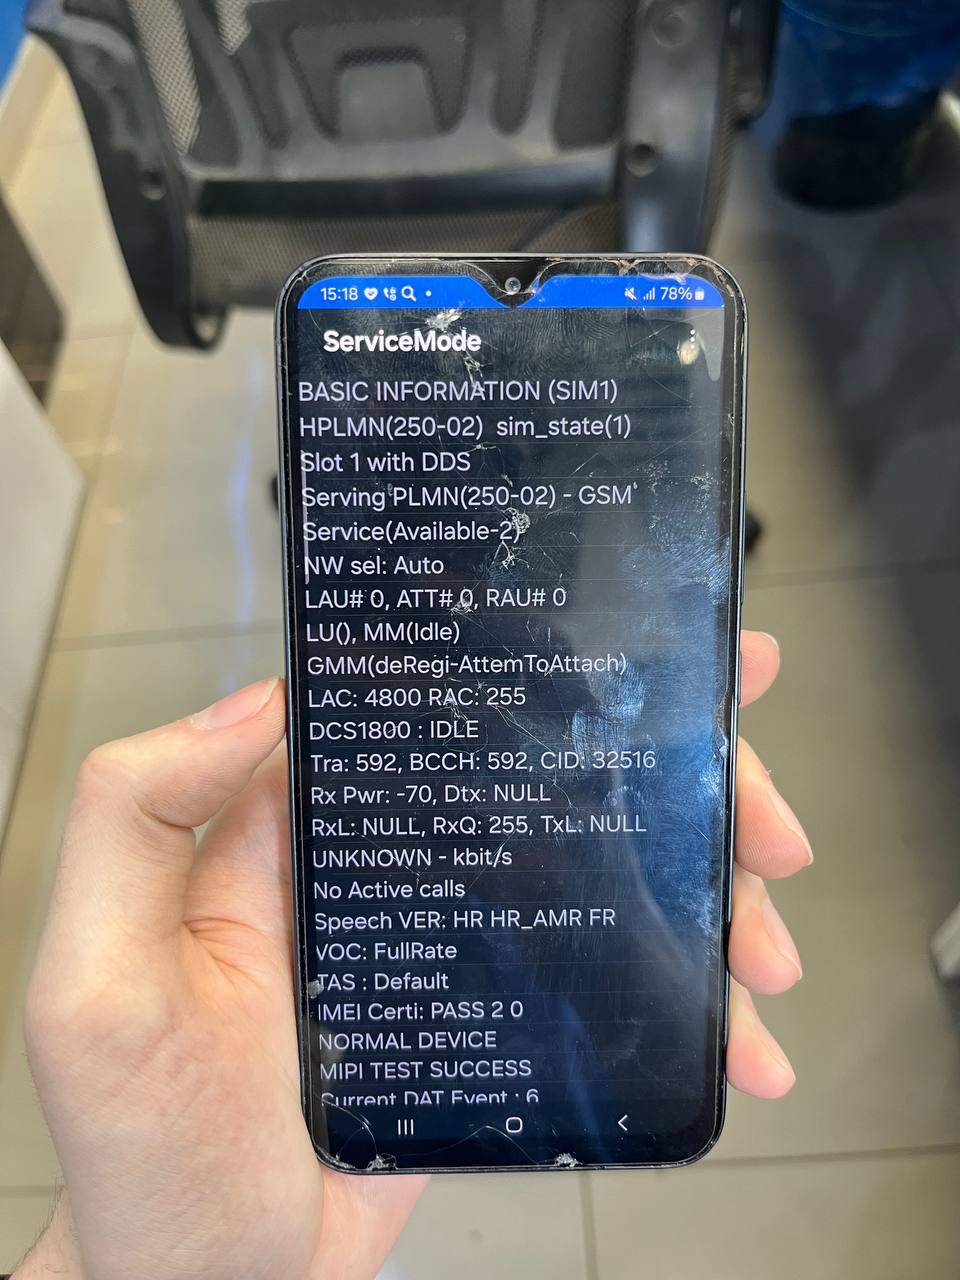 15:18 78%
ServiceMode
BASIC INFORMATION (SIM1)
HPLMN(250-02) sim_state(1)
Slot 1 with DDS
Serving PLMN(250-02) - GSM
Service(Available-2)
NW sel: Auto
LAU# 0, ATT# 0, RAU# 0
LU(), MM(Idle)
GMM(deRegi-AttemToAttach)
LAC: 4800 RAC: 255
DCS1800 : IDLE
Tra: 592, BCCH: 592, CID: 32516
Rx Pwr: -70, Dtx: NULL
RxL: NULL, RxQ: 255, TxL: NULL
UNKNOWN - kbit/s
No Active calls
Speech VER: HR HR_AMR FR
VOC: FullRate
TAS : Default
IMEI Certi: PASS 2 0
NORMAL DEVICE
MIPI TEST SUCCESS
Current DAT Event : 6